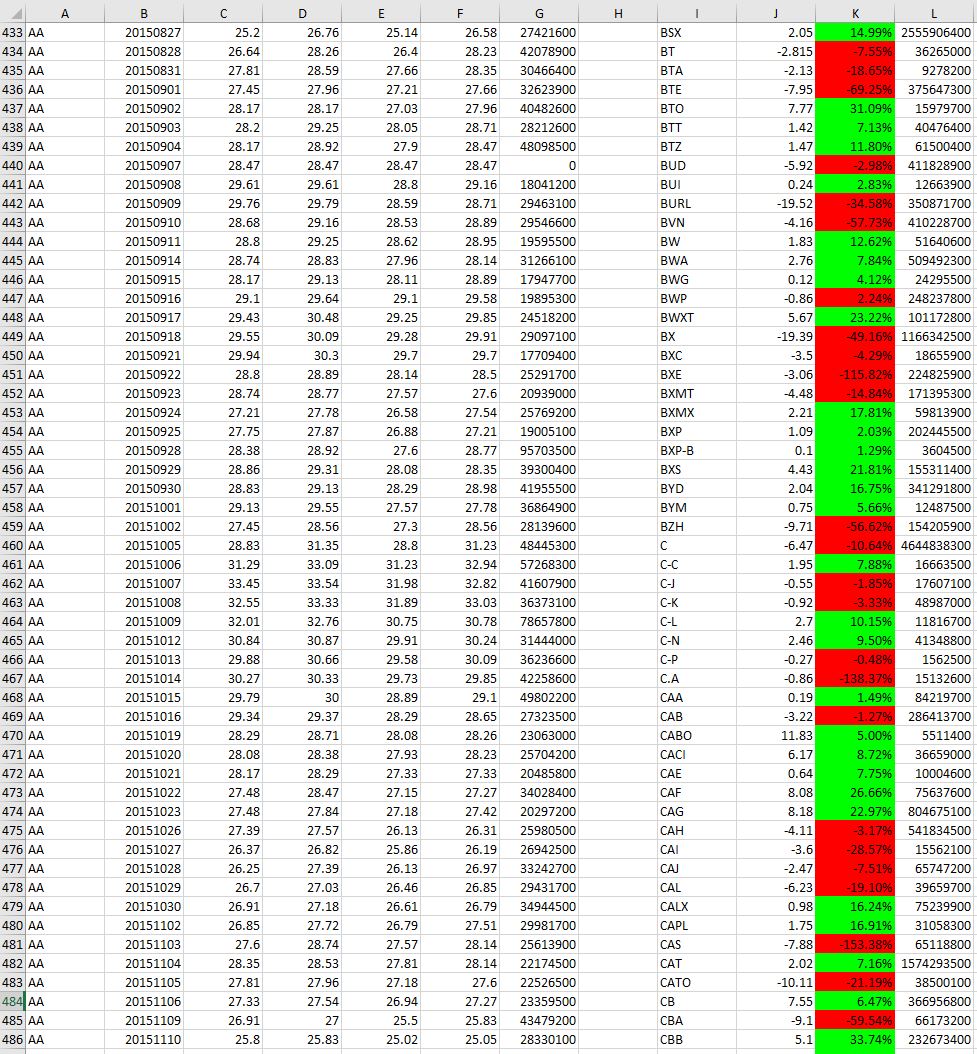 A B C D E F G H I J K L
433 AA 20150827 25.2 26.76 25.14 26.58 27421600 BSX 2.05 14.99% 2555906400
434 AA 20150828 26.64 28.26 26.4 28.23 42078900 BT -2.815 -7.55% 36265000
435 AA 20150831 27.81 28.59 27.66 28.35 30466400 BTA -2.13 -18.65% 9278200
436 AA 20150901 27.45 27.96 27.21 27.66 32623900 BTE -7.95 -69.25% 375647300
437 AA 20150902 28.17 28.17 27.03 27.96 40482600 BTO 7.77 31.09% 15979700
438 AA 20150903 28.2 29.25 28.05 28.71 28212600 BTT 1.42 7.13% 40476400
439 AA 20150904 28.17 28.92 27.9 28.47 48098500 BTZ 1.47 11.80% 61500400
440 AA 20150907 28.47 28.47 28.47 28.47 0 BUD -5.92 -2.98% 411828900
441 AA 20150908 29.61 29.61 28.8 29.16 18041200 BUI 0.24 2.83% 12663900
442 AA 20150909 29.76 29.79 28.59 28.71 29463100 BURL -19.52 -34.58% 350871700
443 AA 20150910 28.68 29.16 28.53 28.89 29546600 BVN -4.16 -57.73% 410228700
444 AA 20150911 28.8 29.25 28.62 28.95 19595500 BW 1.83 12.62% 51640600
445 AA 20150914 28.74 28.83 27.96 28.14 31266100 BWA 2.76 7.84% 509492300
446 AA 20150915 28.17 29.13 28.11 28.89 17947700 BWG 0.12 4.12% 24295500
447 AA 20150916 29.1 29.64 29.1 29.58 19895300 BWP -0.86 2.24% 248237800
448 AA 20150917 29.43 30.48 29.25 29.85 24518200 BWXT 5.67 23.22% 101172800
449 AA 20150918 29.55 30.09 29.28 29.91 29097100 BX -19.39 -49.16% 1166342500
450 AA 20150921 29.94 30.3 29.7 29.7 17709400 BXC -3.5 -4.29% 18655900
451 AA 20150922 28.8 28.89 28.14 28.5 25291700 BXE -3.06 -115.82% 224825900
452 AA 20150923 28.74 28.77 27.57 27.6 20939000 BXMT -4.48 -14.84% 171395300
453 AA 20150924 27.21 27.78 26.58 27.54 25769200 BXMX 2.21 17.81% 59813900
454 AA 20150925 27.75 27.87 26.88 27.21 19005100 BXP 1.09 2.03% 202445500
455 AA 20150928 28.38 28.92 27.6 28.77 95703500 BXP-B 0.1 1.29% 3604500
456 AA 20150929 28.86 29.31 28.08 28.35 39300400 BXS 4.43 21.81% 155311400
457 AA 20150930 28.83 29.13 28.29 28.98 41955500 BYD 2.04 16.75% 341291800
458 AA 20151001 29.13 29.55 27.57 27.78 36864900 BYM 0.75 5.66% 12487500
459 AA 20151002 27.45 28.56 27.3 28.56 28139600 BZH -9.71 -56.62% 154205900
460 AA 20151005 28.83 31.35 28.8 31.23 48445300 C -6.47 -10.64% 4644838300
461 AA 20151006 31.29 33.09 31.23 32.94 57268300 C-C 1.95 7.88% 16663500
462 AA 20151007 33.45 33.54 31.98 32.82 41607900 C-J -0.55 -1.85% 17607100
463 AA 20151008 32.55 33.33 31.89 33.03 36373100 C-K -0.92 -3.33% 48987000
464 AA 20151009 32.01 32.76 30.75 30.78 78657800 C-L 2.7 10.15% 11816700
465 AA 20151012 30.84 30.87 29.91 30.24 31444000 C-N 2.46 9.50% 41348800
466 AA 20151013 29.88 30.66 29.58 30.09 36236600 C-P -0.27 -0.48% 1562500
467 AA 20151014 30.27 30.33 29.73 29.85 42258600 C.A -0.86 -138.37% 15132600
468 AA 20151015 29.79 30 28.89 29.1 49802200 CAA 0.19 1.49% 84219700
469 AA 20151016 29.34 29.37 28.29 28.65 27323500 CAB -3.22 -1.27% 286413700
470 AA 20151019 28.29 28.71 28.08 28.26 23063000 CABO 11.83 5.00% 5511400
471 AA 20151020 28.08 28.38 27.93 28.23 25704200 CACI 6.17 8.72% 36659000
472 AA 20151021 28.17 28.29 27.33 27.33 20485800 CAE 0.64 7.75% 10004600
473 AA 20151022 27.48 28.47 27.15 27.27 34028400 CAF 8.08 26.66% 75637600
474 AA 20151023 27.48 27.84 27.18 27.42 20297200 CAG 8.18 22.97% 804675100
475 AA 20151026 27.39 27.57 26.13 26.31 25980500 CAH -4.11 -3.17% 541834500
476 AA 20151027 26.37 26.82 25.86 26.19 26942500 CAI -3.6 -28.57% 15562100
477 AA 20151028 26.25 27.39 26.13 26.97 33242700 CAJ -2.47 -7.51% 65747200
478 AA 20151029 26.7 27.03 26.46 26.85 29431700 CAL -6.23 -19.10% 39659700
479 AA 20151030 26.91 27.18 26.61 26.79 34944500 CALX 0.98 16.24% 75239900
480 AA 20151102 26.85 27.72 26.79 27.51 29981700 CAPL 1.75 16.91% 31058300
481 AA 20151103 27.6 28.74 27.57 28.14 25613900 CAS -7.88 -153.38% 65118800
482 AA 20151104 28.35 28.53 27.81 28.14 22174500 CAT 2.02 7.16% 1574293500
483 AA 20151105 27.81 27.96 27.18 27.6 22526500 CATO -10.11 -21.19% 38500100
484 AA 20151106 27.33 27.54 26.94 27.27 23359500 CB 7.55 6.47% 366956800
485 AA 20151109 26.91 27 25.5 25.83 43479200 CBA -9.1 -59.54% 66173200
486 AA 20151110 25.8 25.83 25.02 25.05 28330100 CBB 5.1 33.74% 232673400